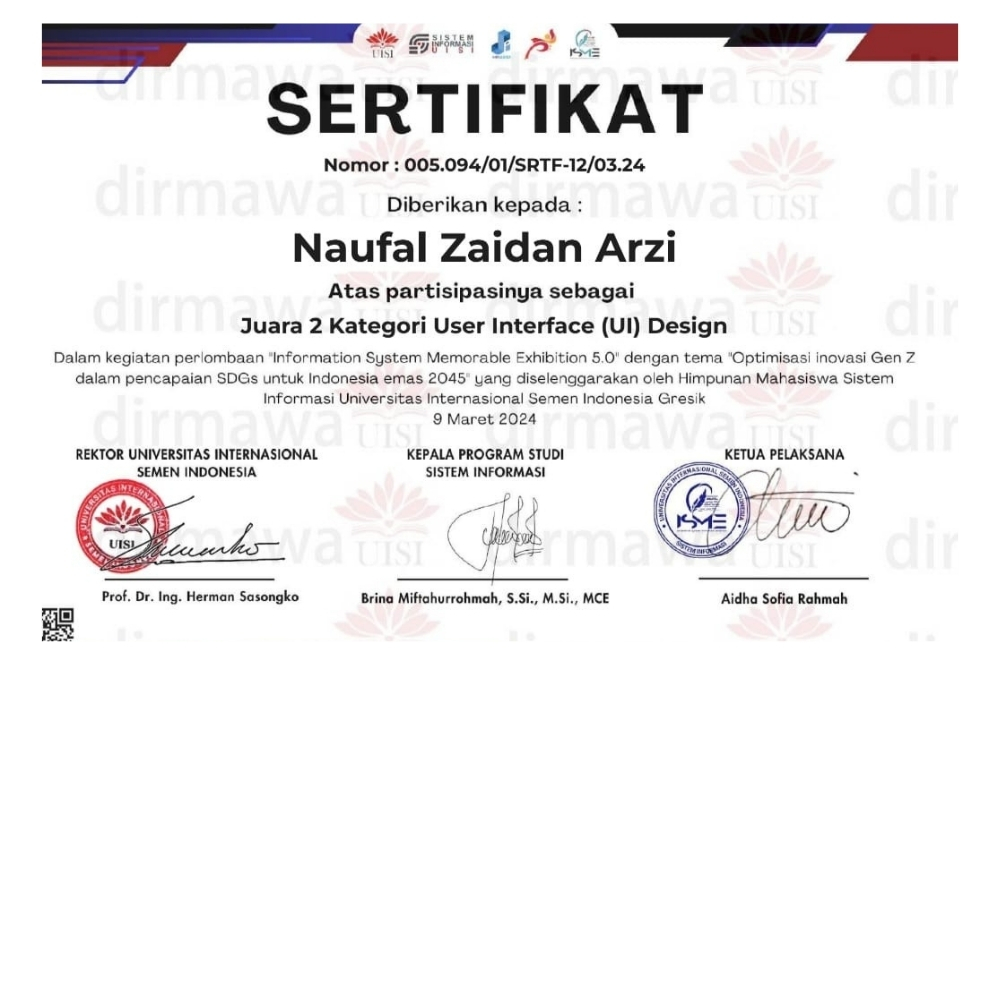 UISI
SISTEM
INFORMASI
UISI
ISME
SERTIFIKAT
Nomor : 005.094/01/SRTF-12/03.24
Diberikan kepada :
Naufal Zaidan Arzi
Atas partisipasinya sebagai
Juara 2 Kategori User Interface (UI) Design
Dalam kegiatan perlombaan "Information System Memorable Exhibition 5.0" dengan tema "Optimisasi inovasi Gen Z
dalam pencapaian SDGs untuk Indonesia emas 2045" yang diselenggarakan oleh Himpunan Mahasiswa Sistem
Informasi Universitas Internasional Semen Indonesia Gresik
9 Maret 2024
REKTOR UNIVERSITAS INTERNASIONAL
SEMEN INDONESIA
KEPALA PROGRAM STUDI
SISTEM INFORMASI
KETUA PELAKSANA
UNIVERSITAS INTERNASIONAL
UISI
UNIVERSITAS INTERNASIONAL SEMEN INDONESIA
ISME
SISTEM INFORMASI
Prof. Dr. Ing. Herman Sasongko
Brina Miftahurrohmah, S.Si., M.Si., MCE
Aidha Sofia Rahmah
dirmawa UISI